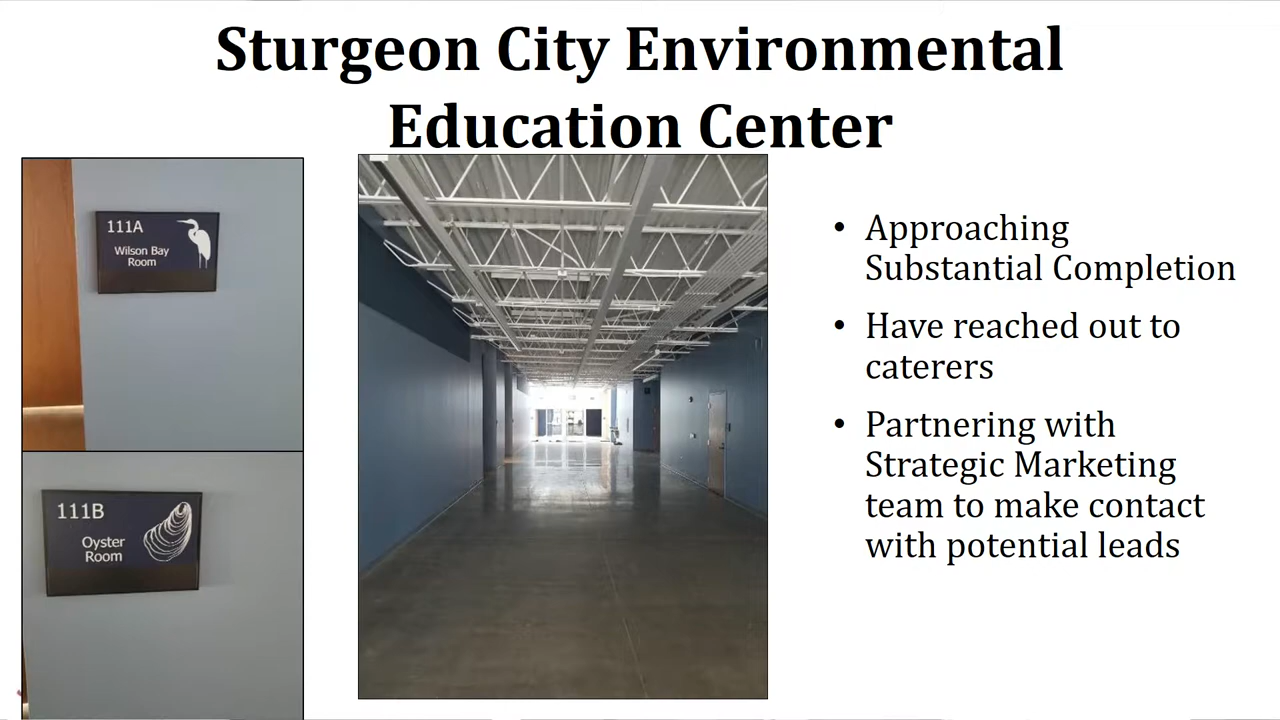 Sturgeon City Environmental
Education Center
111A
Wilson Bay
Room
111B
Oyster
Room
• Approaching
Substantial Completion
• Have reached out to
caterers
• Partnering with
Strategic Marketing
team to make contact
with potential leads